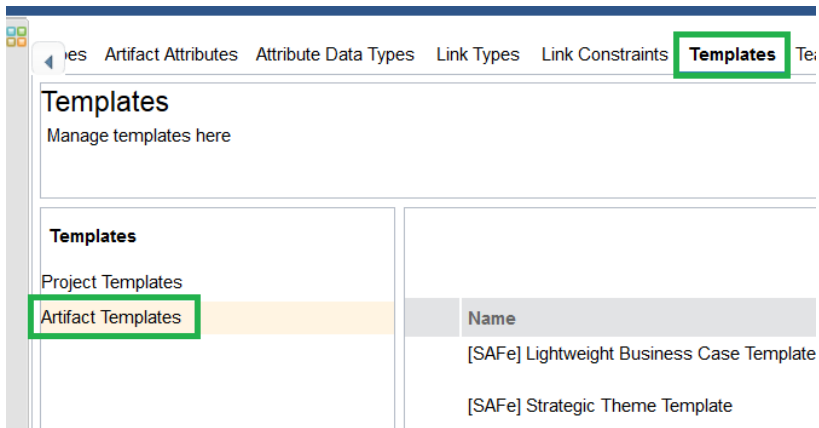 Artifact Attributes Attribute Data Types Link Types Link Constraints Templates
Templates
Manage templates here
Templates
Project Templates
Artifact Templates
Name
[SAFe] Lightweight Business Case Template
[SAFe] Strategic Theme Template